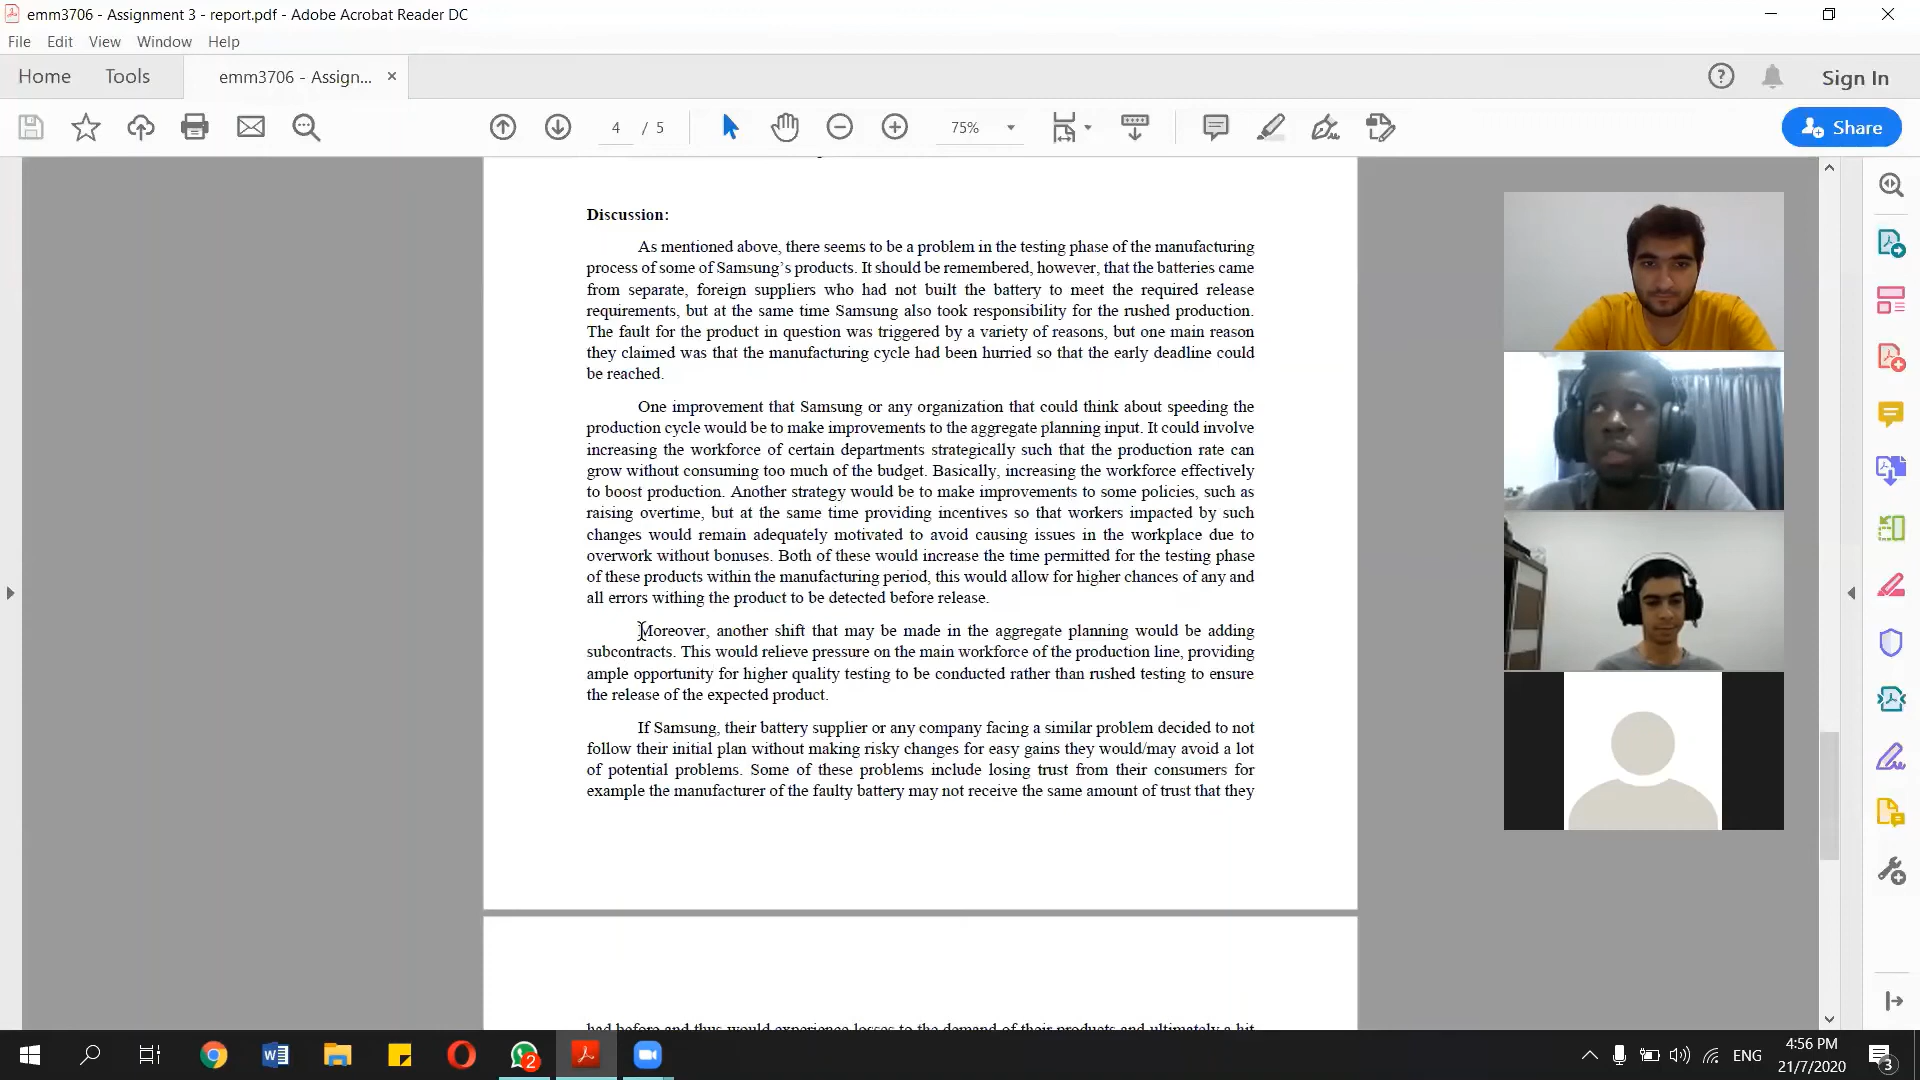 emm3706 - Assignment 3 - report.pdf - Adobe Acrobat Reader DC
File Edit View Window Help
Home Tools emm3706 - Assign... Sign In
4 / 5 75% Share
Discussion:
As mentioned above, there seems to be a problem in the testing phase of the manufacturing
process of some of Samsung’s products. It should be remembered, however, that the batteries came
from separate, foreign suppliers who had not built the battery to meet the required release
requirements, but at the same time Samsung also took responsibility for the rushed production.
The fault for the product in question was triggered by a variety of reasons, but one main reason
they claimed was that the manufacturing cycle had been hurried so that the early deadline could
be reached.
One improvement that Samsung or any organization that could think about speeding the
production cycle would be to make improvements to the aggregate planning input. It could involve
increasing the workforce of certain departments strategically such that the production rate can
grow without consuming too much of the budget. Basically, increasing the workforce effectively
to boost production. Another strategy would be to make improvements to some policies, such as
raising overtime, but at the same time providing incentives so that workers impacted by such
changes would remain adequately motivated to avoid causing issues in the workplace due to
overwork without bonuses. Both of these would increase the time permitted for the testing phase
of these products within the manufacturing period, this would allow for higher chances of any and
all errors withing the product to be detected before release.
Moreover, another shift that may be made in the aggregate planning would be adding
subcontracts. This would relieve pressure on the main workforce of the production line, providing
ample opportunity for higher quality testing to be conducted rather than rushed testing to ensure
the release of the expected product.
If Samsung, their battery supplier or any company facing a similar problem decided to not
follow their initial plan without making risky changes for easy gains they would/may avoid a lot
of potential problems. Some of these problems include losing trust from their consumers for
example the manufacturer of the faulty battery may not receive the same amount of trust that they
had before and thus would experience losses to the demand of their products and ultimately a hit
2 ENG 4:56 PM 3
21/7/2020